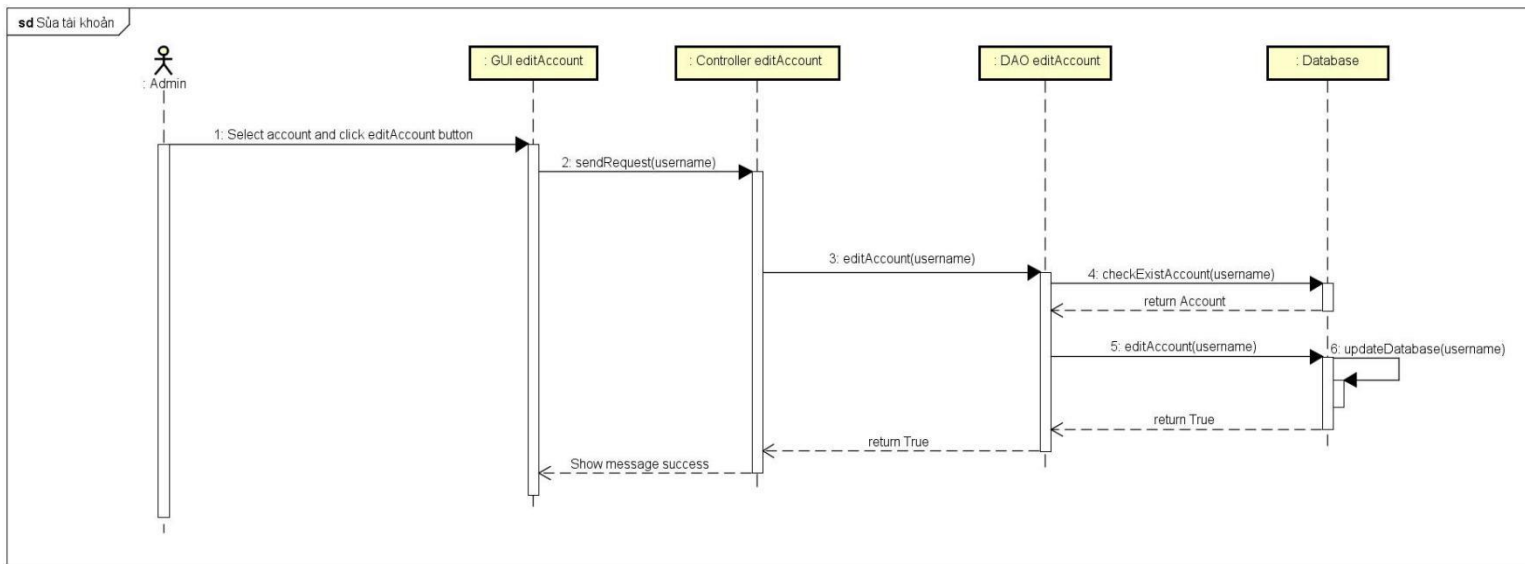 sd Sủa tài khoản
: Admin
: GUI editAccount
: Controller editAccount
: DAO editAccount
: Database
1: Select account and click editAccount button
2: sendRequest(username)
3: editAccount(username)
4: checkExistAccount(username)
return Account
5: editAccount(username)
6: updateDatabase(username)
return True
return True
Show message success